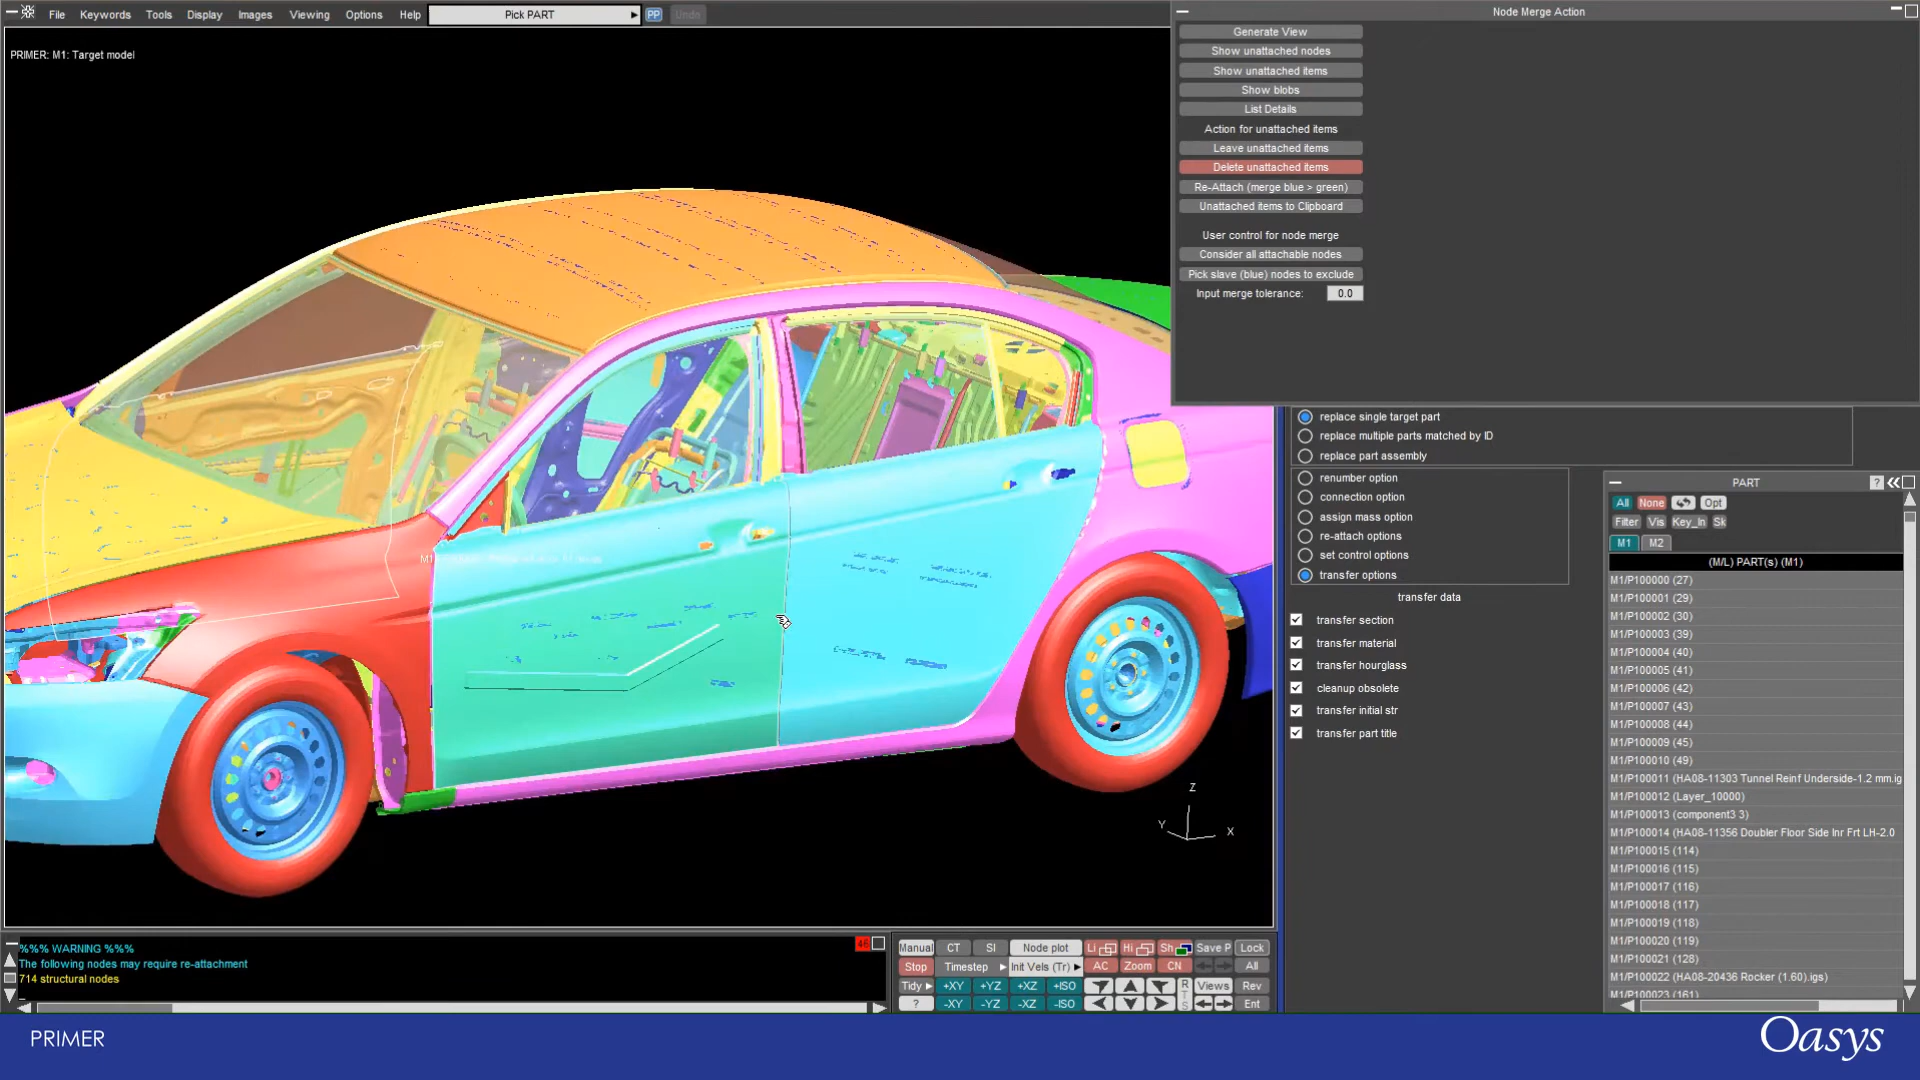 File Keywords Tools Display Images Viewing Options Help Pick PART PP Undo
PRIMER: M1: Target model
Node Merge Action
Generate View
Show unattached nodes
Show unattached items
Show blobs
List Details
Action for unattached items
Leave unattached items
Delete unattached items
Re-Attach (merge blue > green)
Unattached items to Clipboard
User control for node merge
Consider all attachable nodes
Pick slave (blue) nodes to exclude
Input merge tolerance: 0.0
replace single target part
replace multiple parts matched by ID
replace part assembly
renumber option
connection option
assign mass option
re-attach options
set control options
transfer options
transfer data
transfer section
transfer material
transfer hourglass
cleanup obsolete
transfer initial str
transfer part title
PART ?
All None Opt
Filter Vis Key_In Sk
M1 M2
(M/L) PART(s) (M1)
M1/P100000 (27)
M1/P100001 (29)
M1/P100002 (30)
M1/P100003 (39)
M1/P100004 (40)
M1/P100005 (41)
M1/P100006 (42)
M1/P100007 (43)
M1/P100008 (44)
M1/P100009 (45)
M1/P100010 (49)
M1/P100011 (HA08-11303 Tunnel Reinf Underside-1.2 mm.ig
M1/P100012 (Layer_10000)
M1/P100013 (component3 3)
M1/P100014 (HA08-11356 Doubler Floor Side Inr Frt LH-2.0
M1/P100015 (114)
M1/P100016 (115)
M1/P100017 (116)
M1/P100018 (117)
M1/P100019 (118)
M1/P100020 (119)
M1/P100021 (128)
M1/P100022 (HA08-20436 Rocker (1.60).igs)
M1/P100023 (161)
Z
Y X
%%% WARNING %%%
The following nodes may require re-attachment
714 structural nodes
46
Manual CT SI Node plot Li Hi Sh Save P Lock
Stop Timestep Init Vels (Tr) AC Zoom CN All
Tidy +XY +YZ +XZ +ISO R T S Views Rev
? -XY -YZ -XZ -ISO Ent
PRIMER
Oasys